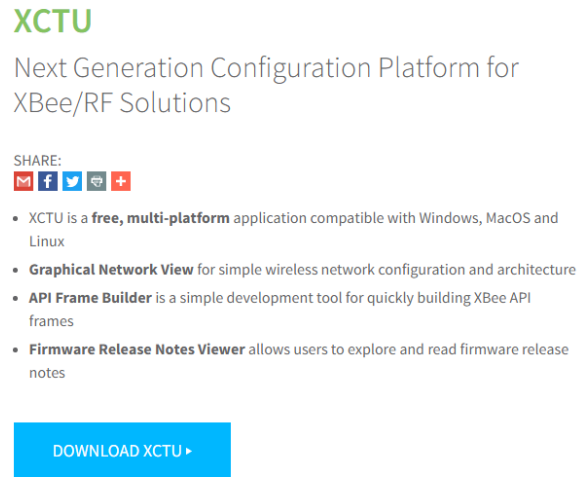 XCTU
Next Generation Configuration Platform for
XBee/RF Solutions
SHARE:
• XCTU is a free, multi-platform application compatible with Windows, MacOS and
Linux
• Graphical Network View for simple wireless network configuration and architecture
• API Frame Builder is a simple development tool for quickly building XBee API
frames
• Firmware Release Notes Viewer allows users to explore and read firmware release
notes
DOWNLOAD XCTU